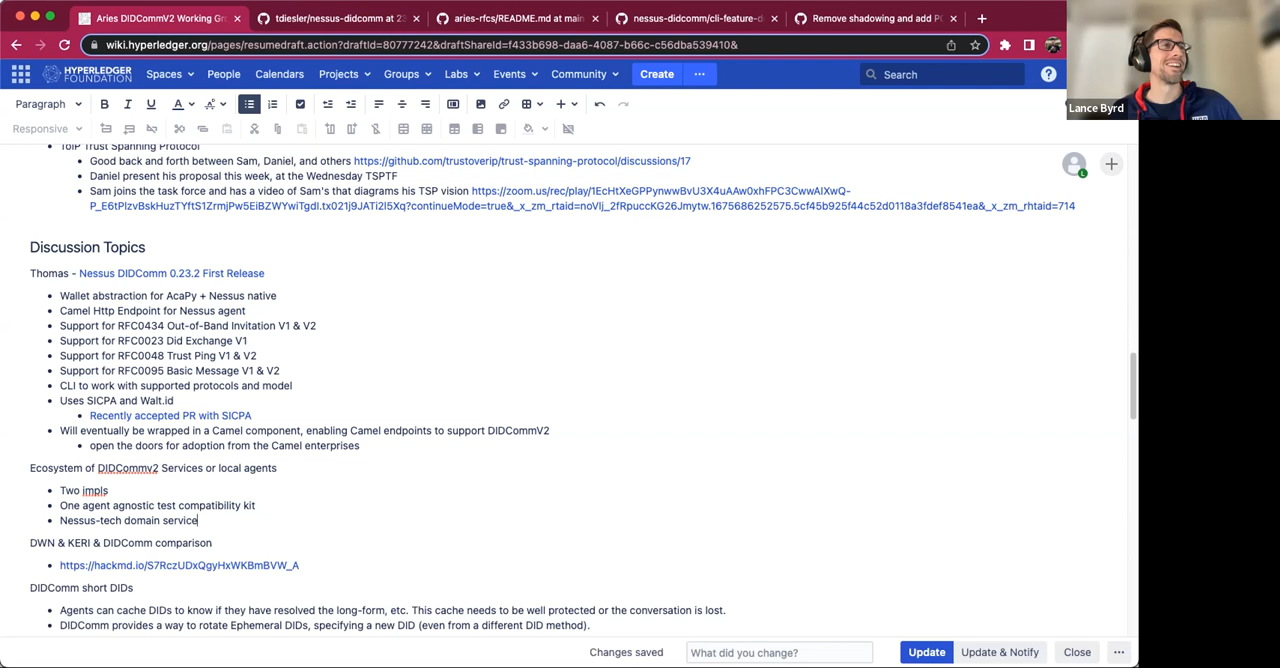 Aries DIDCommV2 Working Gro
tdiesler/nessus-didcomm at 23
aries-rfcs/README.md at main
nessus-didcomm/cli-feature-d
Remove shadowing and add P
wiki.hyperledger.org/pages/resumedraft.action?draftId=80777242&draftShareId=f433b698-daa6-4087-b66c-c56dba539410&
HYPERLEDGER
FOUNDATION
Spaces People Calendars Projects Groups Labs Events Community Create ··· Search
Lance Byrd
Paragraph B I U A
Responsive
ToIP Trust Spanning Protocol
Good back and forth between Sam, Daniel, and others https://github.com/trustoverip/trust-spanning-protocol/discussions/17
Daniel present his proposal this week, at the Wednesday TSPTF
Sam joins the task force and has a video of Sam's that diagrams his TSP vision https://zoom.us/rec/play/1EcHtXeGPPynwwBvU3X4uAAw0xhFPC3CwwAIXwQ-
P_E6tPlzvBskHuzTYftS1ZrmjPw5EiBZWYwiTgdl.tx021j9JATi2l5Xq?continueMode=true&_x_zm_rtaid=noVlj_2fRpuccKG26Jmytw.1675686252575.5cf45b925f44c52d0118a3fdef8541ea&_x_zm_rhtaid=714
Discussion Topics
Thomas - Nessus DIDComm 0.23.2 First Release
Wallet abstraction for AcaPy + Nessus native
Camel Http Endpoint for Nessus agent
Support for RFC0434 Out-of-Band Invitation V1 & V2
Support for RFC0023 Did Exchange V1
Support for RFC0048 Trust Ping V1 & V2
Support for RFC0095 Basic Message V1 & V2
CLI to work with supported protocols and model
Uses SICPA and Walt.id
Recently accepted PR with SICPA
Will eventually be wrapped in a Camel component, enabling Camel endpoints to support DIDCommV2
open the doors for adoption from the Camel enterprises
Ecosystem of DIDCommv2 Services or local agents
Two impls
One agent agnostic test compatibility kit
Nessus-tech domain service
DWN & KERI & DIDComm comparison
https://hackmd.io/S7RczUDxQgyHxWKBmBVW_A
DIDComm short DIDs
Agents can cache DIDs to know if they have resolved the long-form, etc. This cache needs to be well protected or the conversation is lost.
DIDComm provides a way to rotate Ephemeral DIDs, specifying a new DID (even from a different DID method).
Changes saved What did you change? Update Update & Notify Close ···